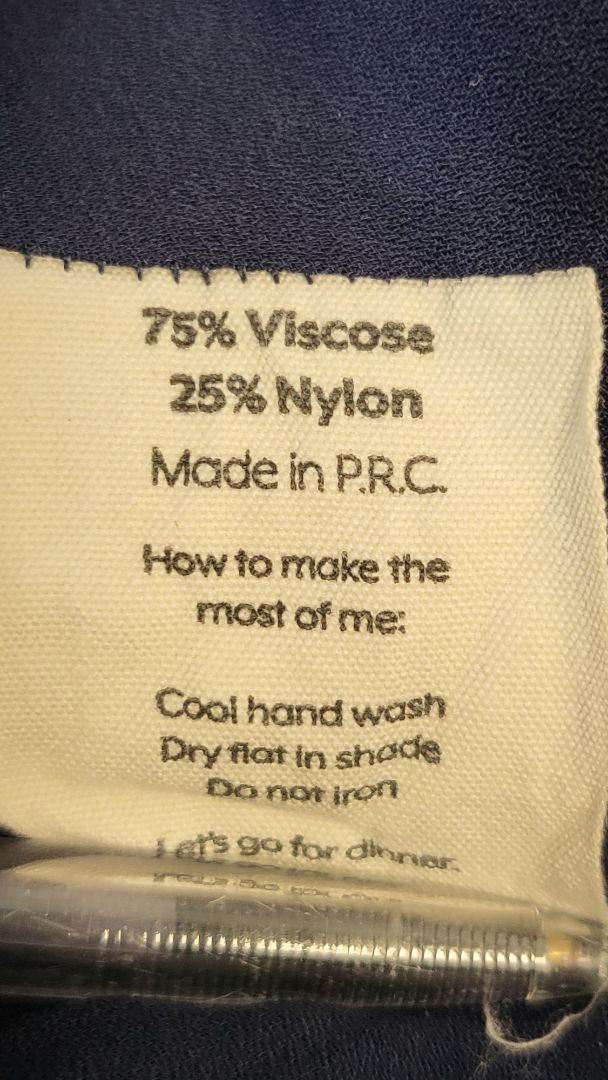 75% Viscose
25% Nylon
Made in P.R.C.
How to make the
most of me:
Cool hand wash
Dry flat in shade
Do not iron
Let's go for dinner.